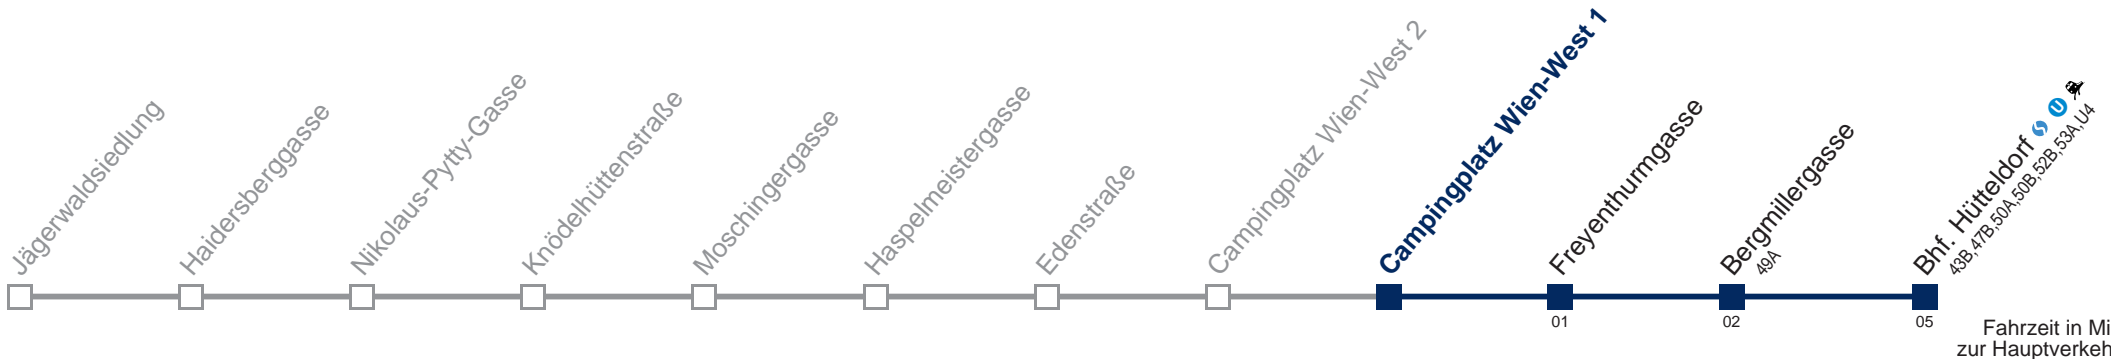 Jägerwaldsiedlung
Haidersberggasse
Nikolaus-Pytty-Gasse
Knödelhüttenstraße
Moschingergasse
Haspelmeistergasse
Edenstraße
Campingplatz Wien-West 2
Campingplatz Wien-West 1
Freyenthurmgasse
Bergmillergasse
49A
Bhf. Hütteldorf S U
43B,47B,50A,50B,52B,53A,U4
01
02
05
Fahrzeit in Mi
zur Hauptverkeh